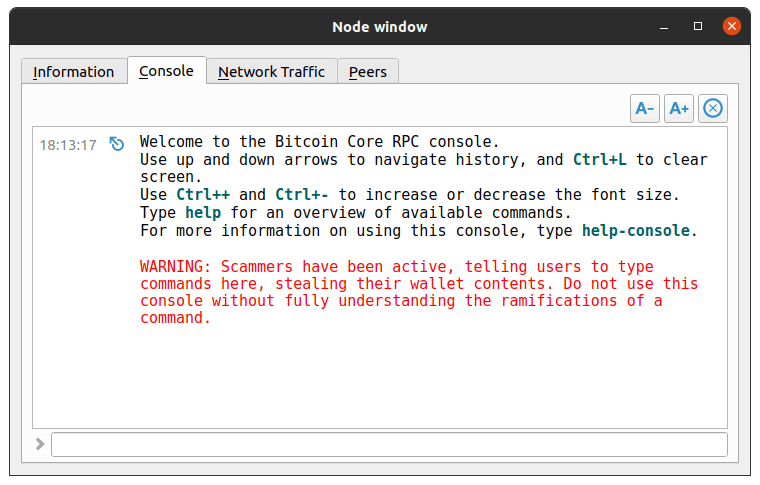 Node window
Information
Console
Network Traffic
Peers
A-
A+
18:13:17
Welcome to the Bitcoin Core RPC console.
Use up and down arrows to navigate history, and Ctrl+L to clear
screen.
Use Ctrl++ and Ctrl+- to increase or decrease the font size.
Type help for an overview of available commands.
For more information on using this console, type help-console.
WARNING: Scammers have been active, telling users to type
commands here, stealing their wallet contents. Do not use this
console without fully understanding the ramifications of a
command.